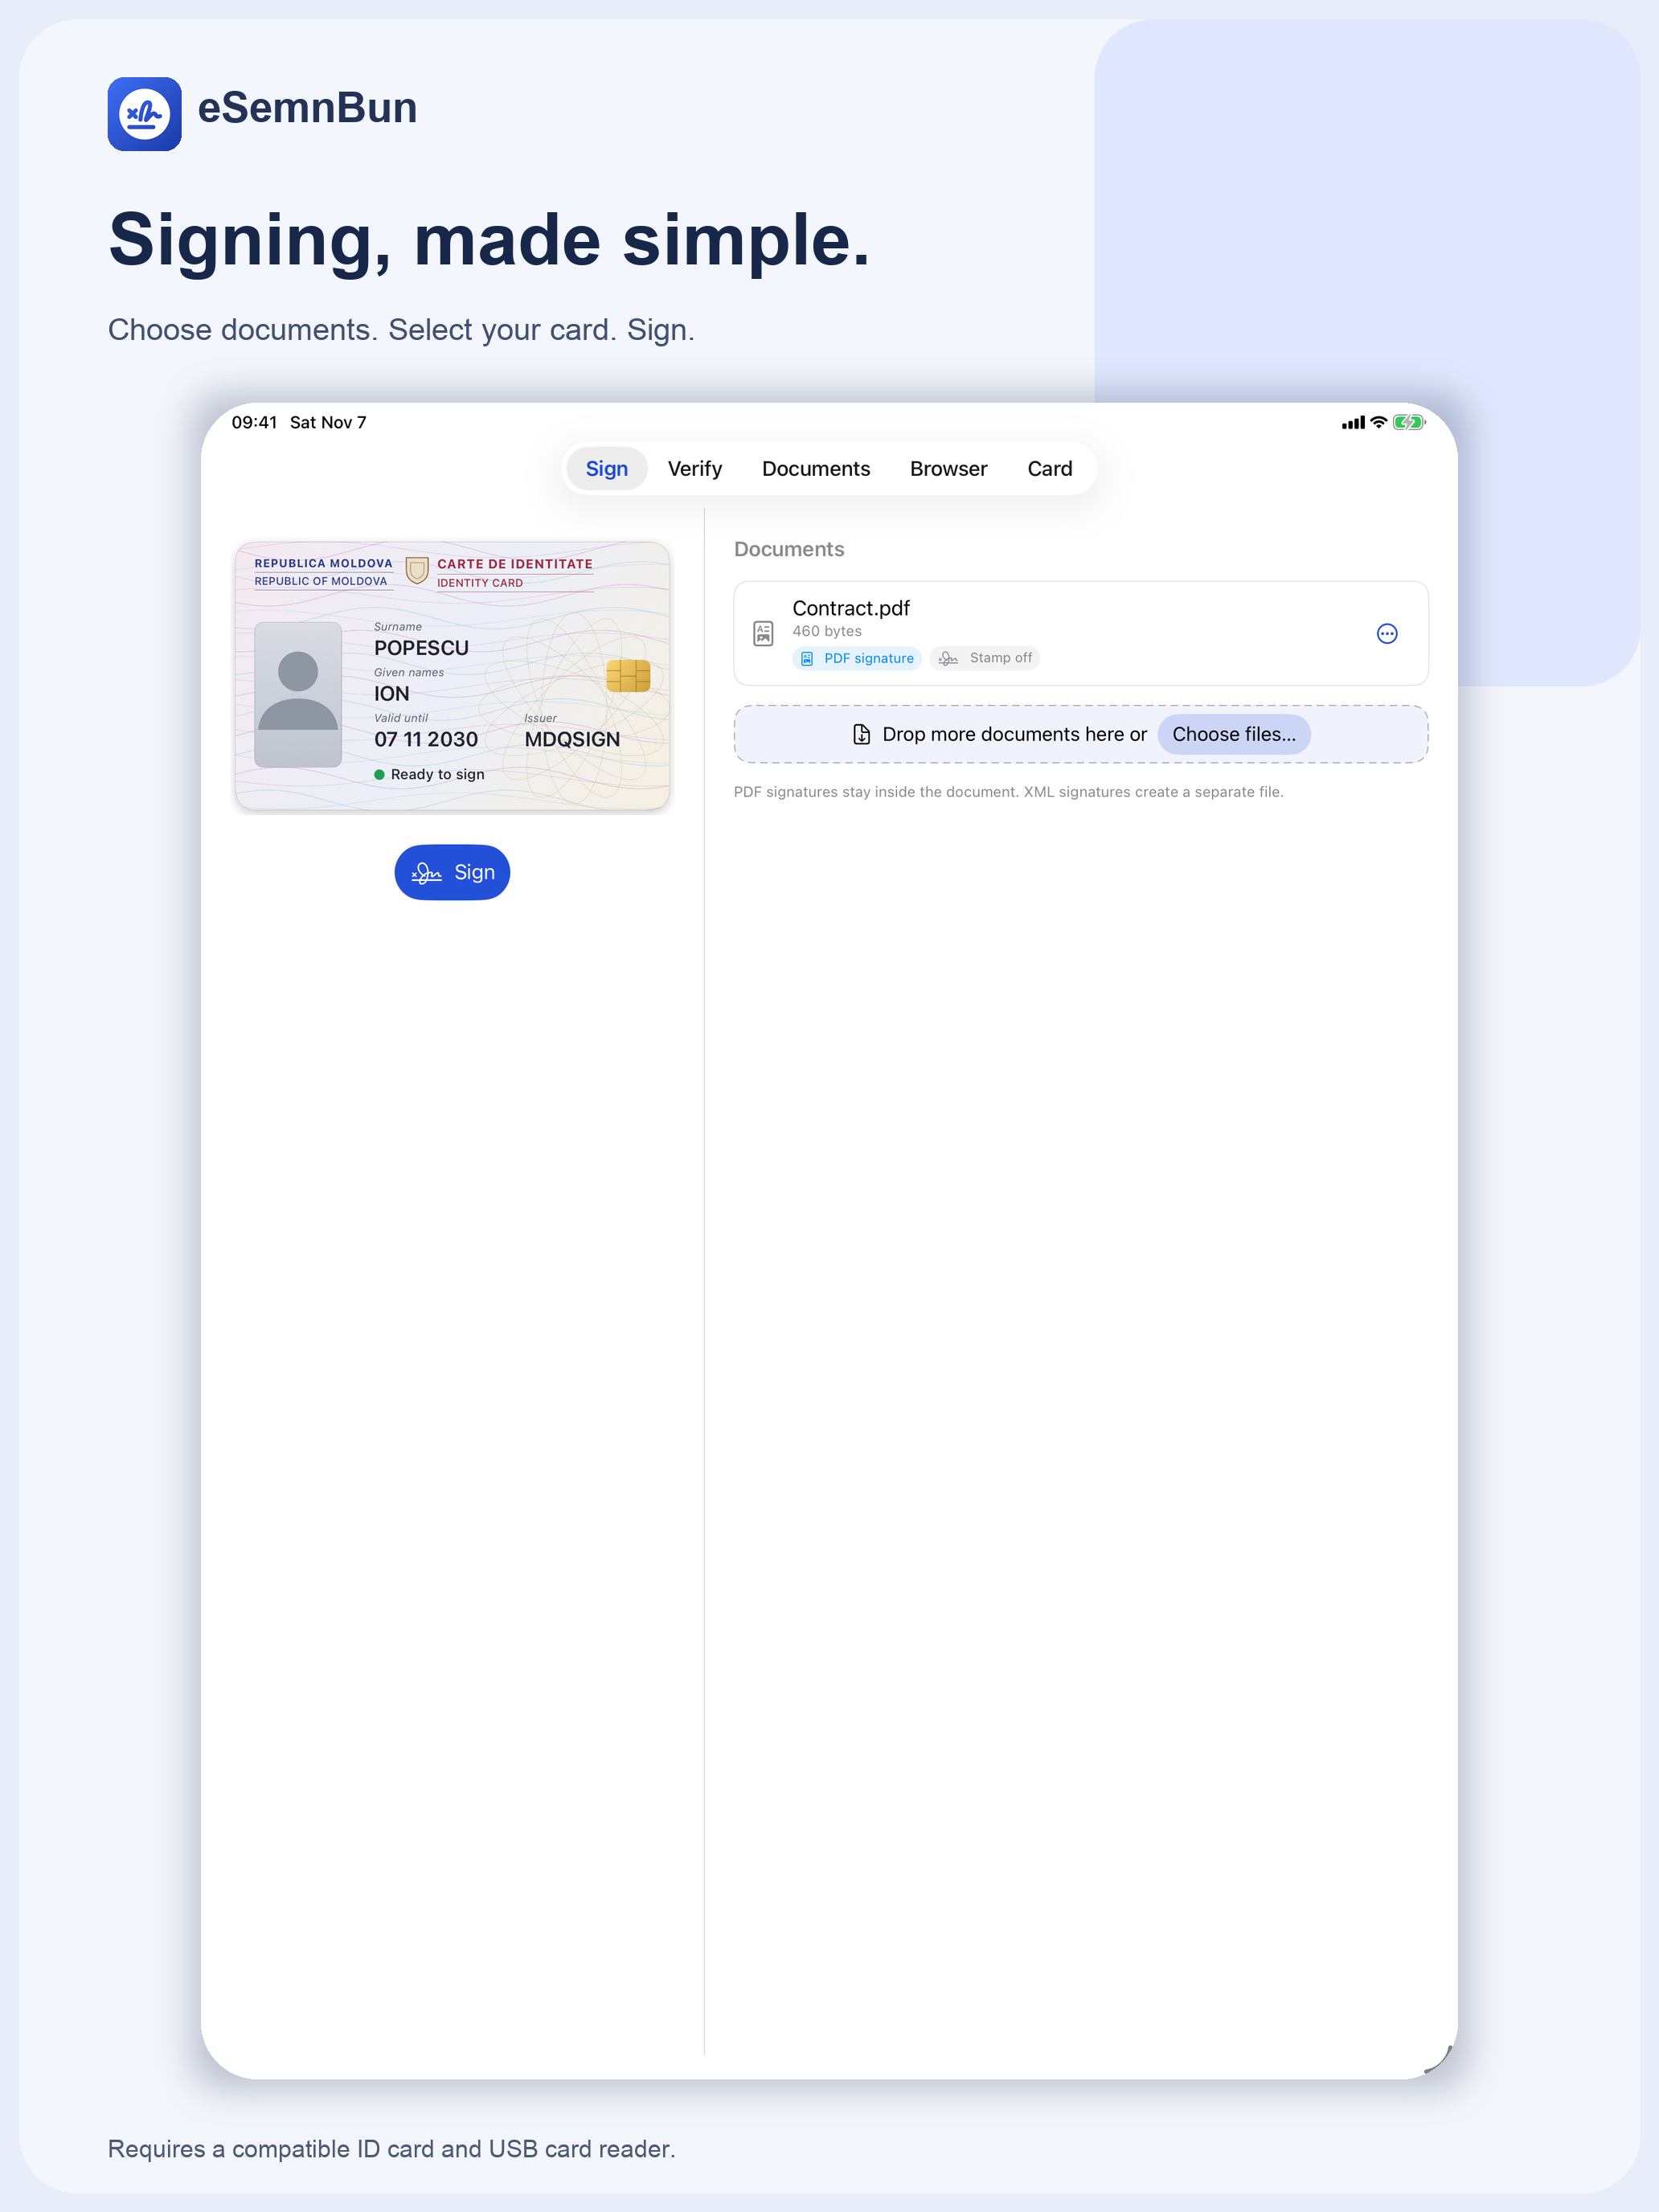 eSemnBun
Signing, made simple.
Choose documents. Select your card. Sign.
09:41 Sat Nov 7
Sign Verify Documents Browser Card
REPUBLICA MOLDOVA
REPUBLIC OF MOLDOVA
CARTE DE IDENTITATE
IDENTITY CARD
Surname
POPESCU
Given names
ION
Valid until
07 11 2030
Issuer
MDQSIGN
Ready to sign
Sign
Documents
Contract.pdf
460 bytes
PDF signature
Stamp off
Drop more documents here or Choose files...
PDF signatures stay inside the document. XML signatures create a separate file.
Requires a compatible ID card and USB card reader.